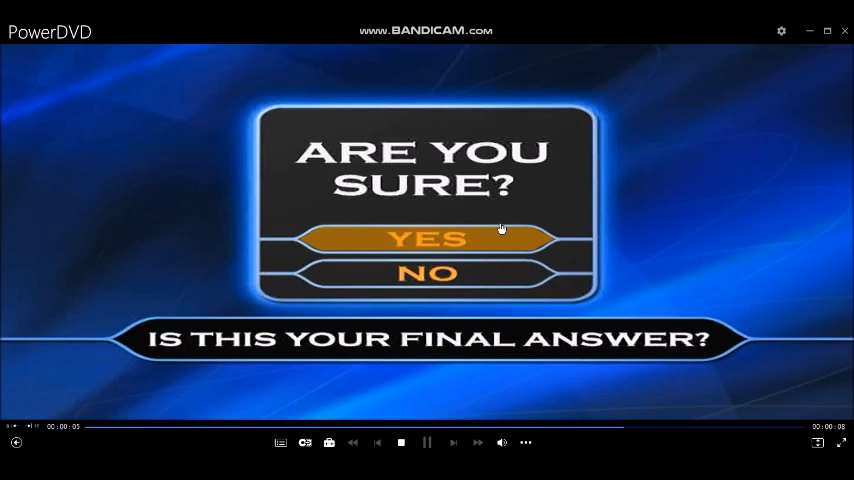 PowerDVD
www.BANDICAM.com
ARE YOU
SURE?
YES
NO
IS THIS YOUR FINAL ANSWER?
00:00:05
00:00:08